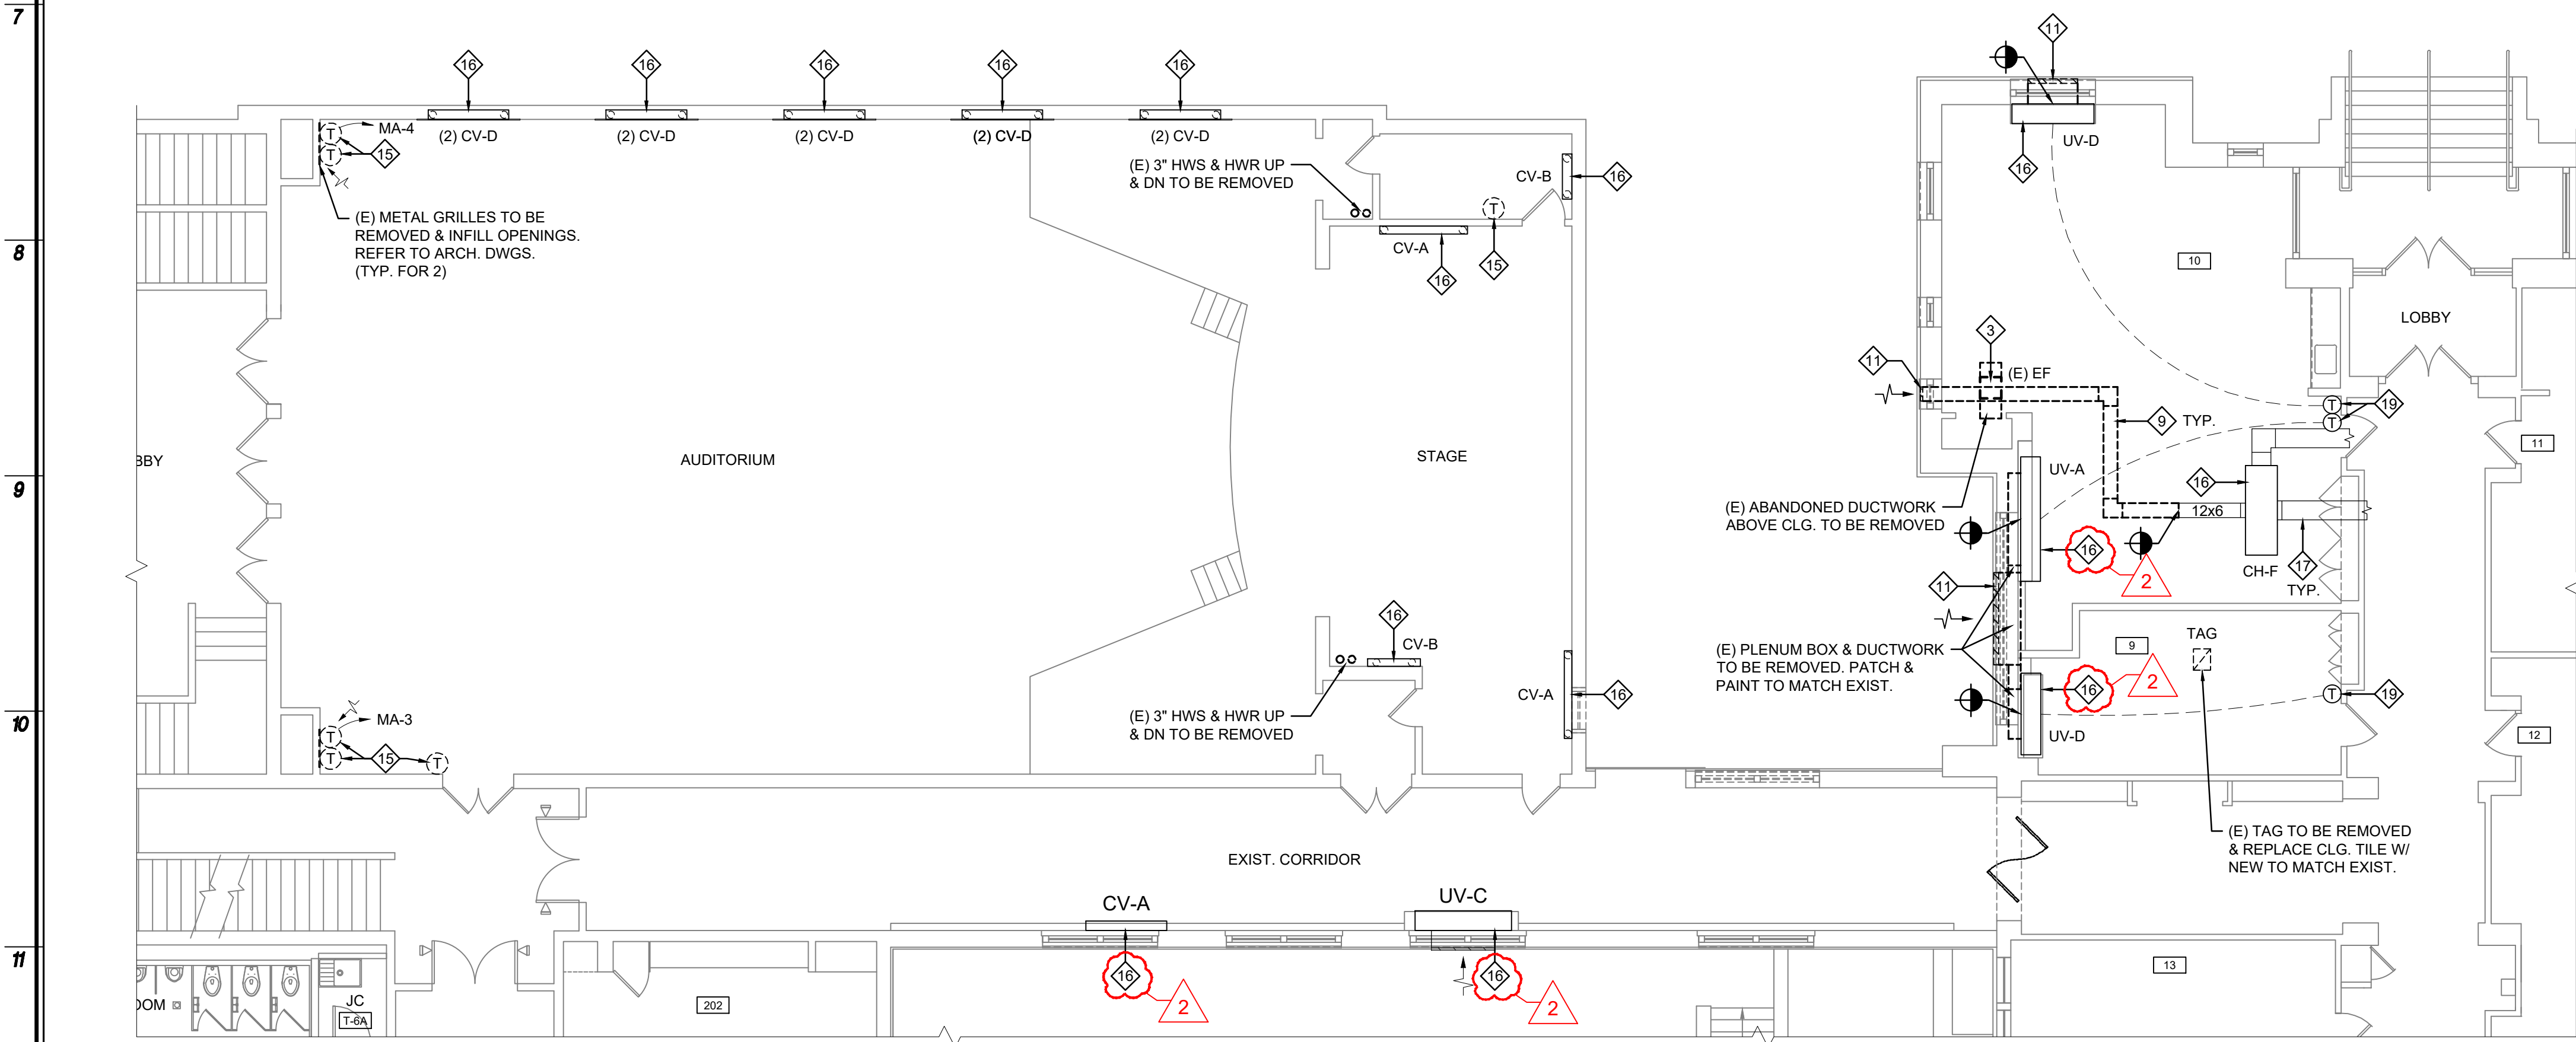 7
8
9
10
11
16
16
16
16
16
(2) CV-D
(2) CV-D
(2) CV-D
(2) CV-D
(2) CV-D
T
T
MA-4
15
(E) METAL GRILLES TO BE
REMOVED & INFILL OPENINGS.
REFER TO ARCH. DWGS.
(TYP. FOR 2)
(E) 3" HWS & HWR UP
& DN TO BE REMOVED
CV-B
16
T
CV-A
16
15
BBY
AUDITORIUM
STAGE
16
CV-B
CV-A
16
(E) 3" HWS & HWR UP
& DN TO BE REMOVED
MA-3
T
T
15
T
EXIST. CORRIDOR
CV-A
UV-C
16
2
16
2
OOM
JC
T-6A
202
11
UV-D
16
10
LOBBY
3
11
(E) EF
9
TYP.
T
T
19
11
UV-A
16
12x6
(E) ABANDONED DUCTWORK
ABOVE CLG. TO BE REMOVED
16
2
CH-F
17
TYP.
11
(E) PLENUM BOX & DUCTWORK
TO BE REMOVED. PATCH &
PAINT TO MATCH EXIST.
9
TAG
16
2
T
19
UV-D
12
(E) TAG TO BE REMOVED
& REPLACE CLG. TILE W/
NEW TO MATCH EXIST.
13